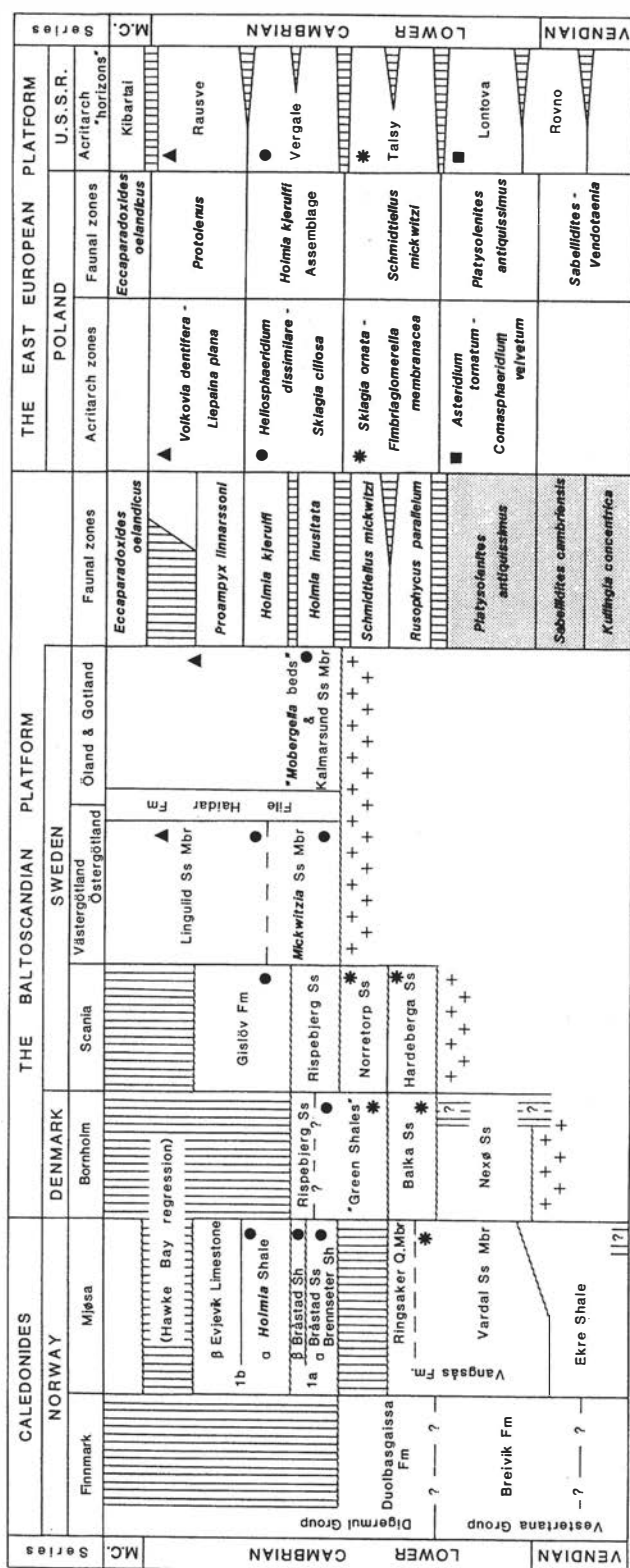 Series
M.C.
LOWER CAMBRIAN
VENDIAN
CALEDONIDES
NORWAY
Finnmark
Digermul Group
Duolbasgaissa
Fm
? — — ?
Breivik Fm
Vestertana Group
? — — ?
Mjøsa
(Hawke Bay regression)
β Evjevik Limestone
1b
α Holmia Shale
β Bråstad Sh
1a
Bråstad Ss
α Brennseter Sh
Ringsaker Q.Mbr
Vangsås Fm.
Vardal Ss Mbr
Ekre Shale
?
THE BALTOSCANDIAN PLATFORM
DENMARK
Bornholm
Rispebjerg Ss
? — — ?
"Green Shales"
Balka Ss
?
Nexø Ss
?
SWEDEN
Scania
Gislöv Fm
Rispebjerg Ss
Norretorp Ss
Hardeberga Ss
Västergötland
Östergötland
Lingulid Ss Mbr
Mickwitzia Ss Mbr
File Haidar Fm
Öland & Gotland
"Mobergella beds"
&
Kalmarsund Ss Mbr
Faunal zones
Eccaparadoxides
oelandicus
Proampyx linnarssoni
Holmia kjerulfi
Holmia inusitata
Schmidtiellus mickwitzi
Rusophycus parallelum
Platysolenites
antiquissimus
Sabellidites cambriensis
Kullingia concentrica
THE EAST EUROPEAN PLATFORM
POLAND
Acritarch zones
Volkovia dentifera -
Liepaina plana
Heliosphaeridium
dissimilare -
Skiagia ciliosa
Skiagia ornata -
Fimbriaglomerella
membranacea
Asteridium
tornatum -
Comasphaeridium
velvetum
Faunal zones
Eccaparadoxides
oelandicus
Protolenus
Holmia kjerulfi
Assemblage
Schmidtiellus
mickwitzi
Platysolenites
antiquissimus
Sabellidites -
Vendotaenia
U.S.S.R.
Acritarch
"horizons"
Kibartai
Rausve
Vergale
Talsy
Lontova
Rovno
Series
M.C.
LOWER CAMBRIAN
VENDIAN